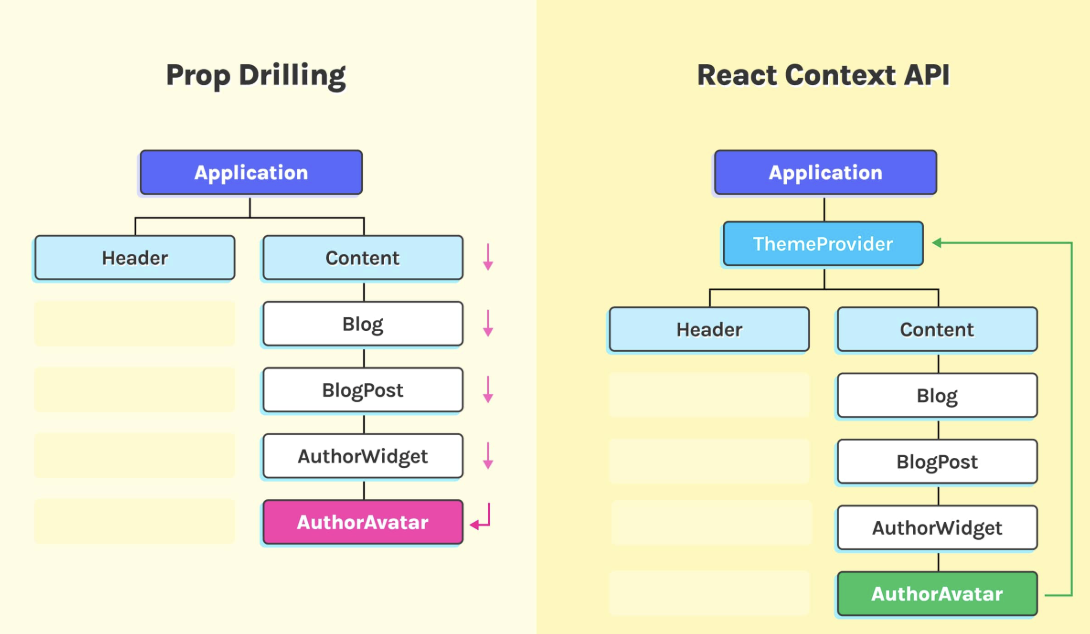 Prop Drilling
Application
Header
Content
Blog
BlogPost
AuthorWidget
AuthorAvatar
React Context API
Application
ThemeProvider
Header
Content
Blog
BlogPost
AuthorWidget
AuthorAvatar